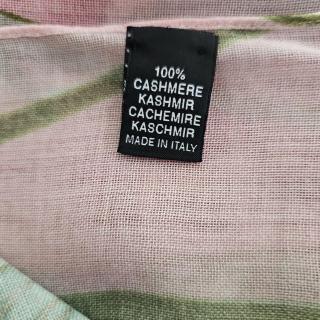 100%
CASHMERE
KASHMIR
CACHEMIRE
KASCHMIR
MADE IN ITALY